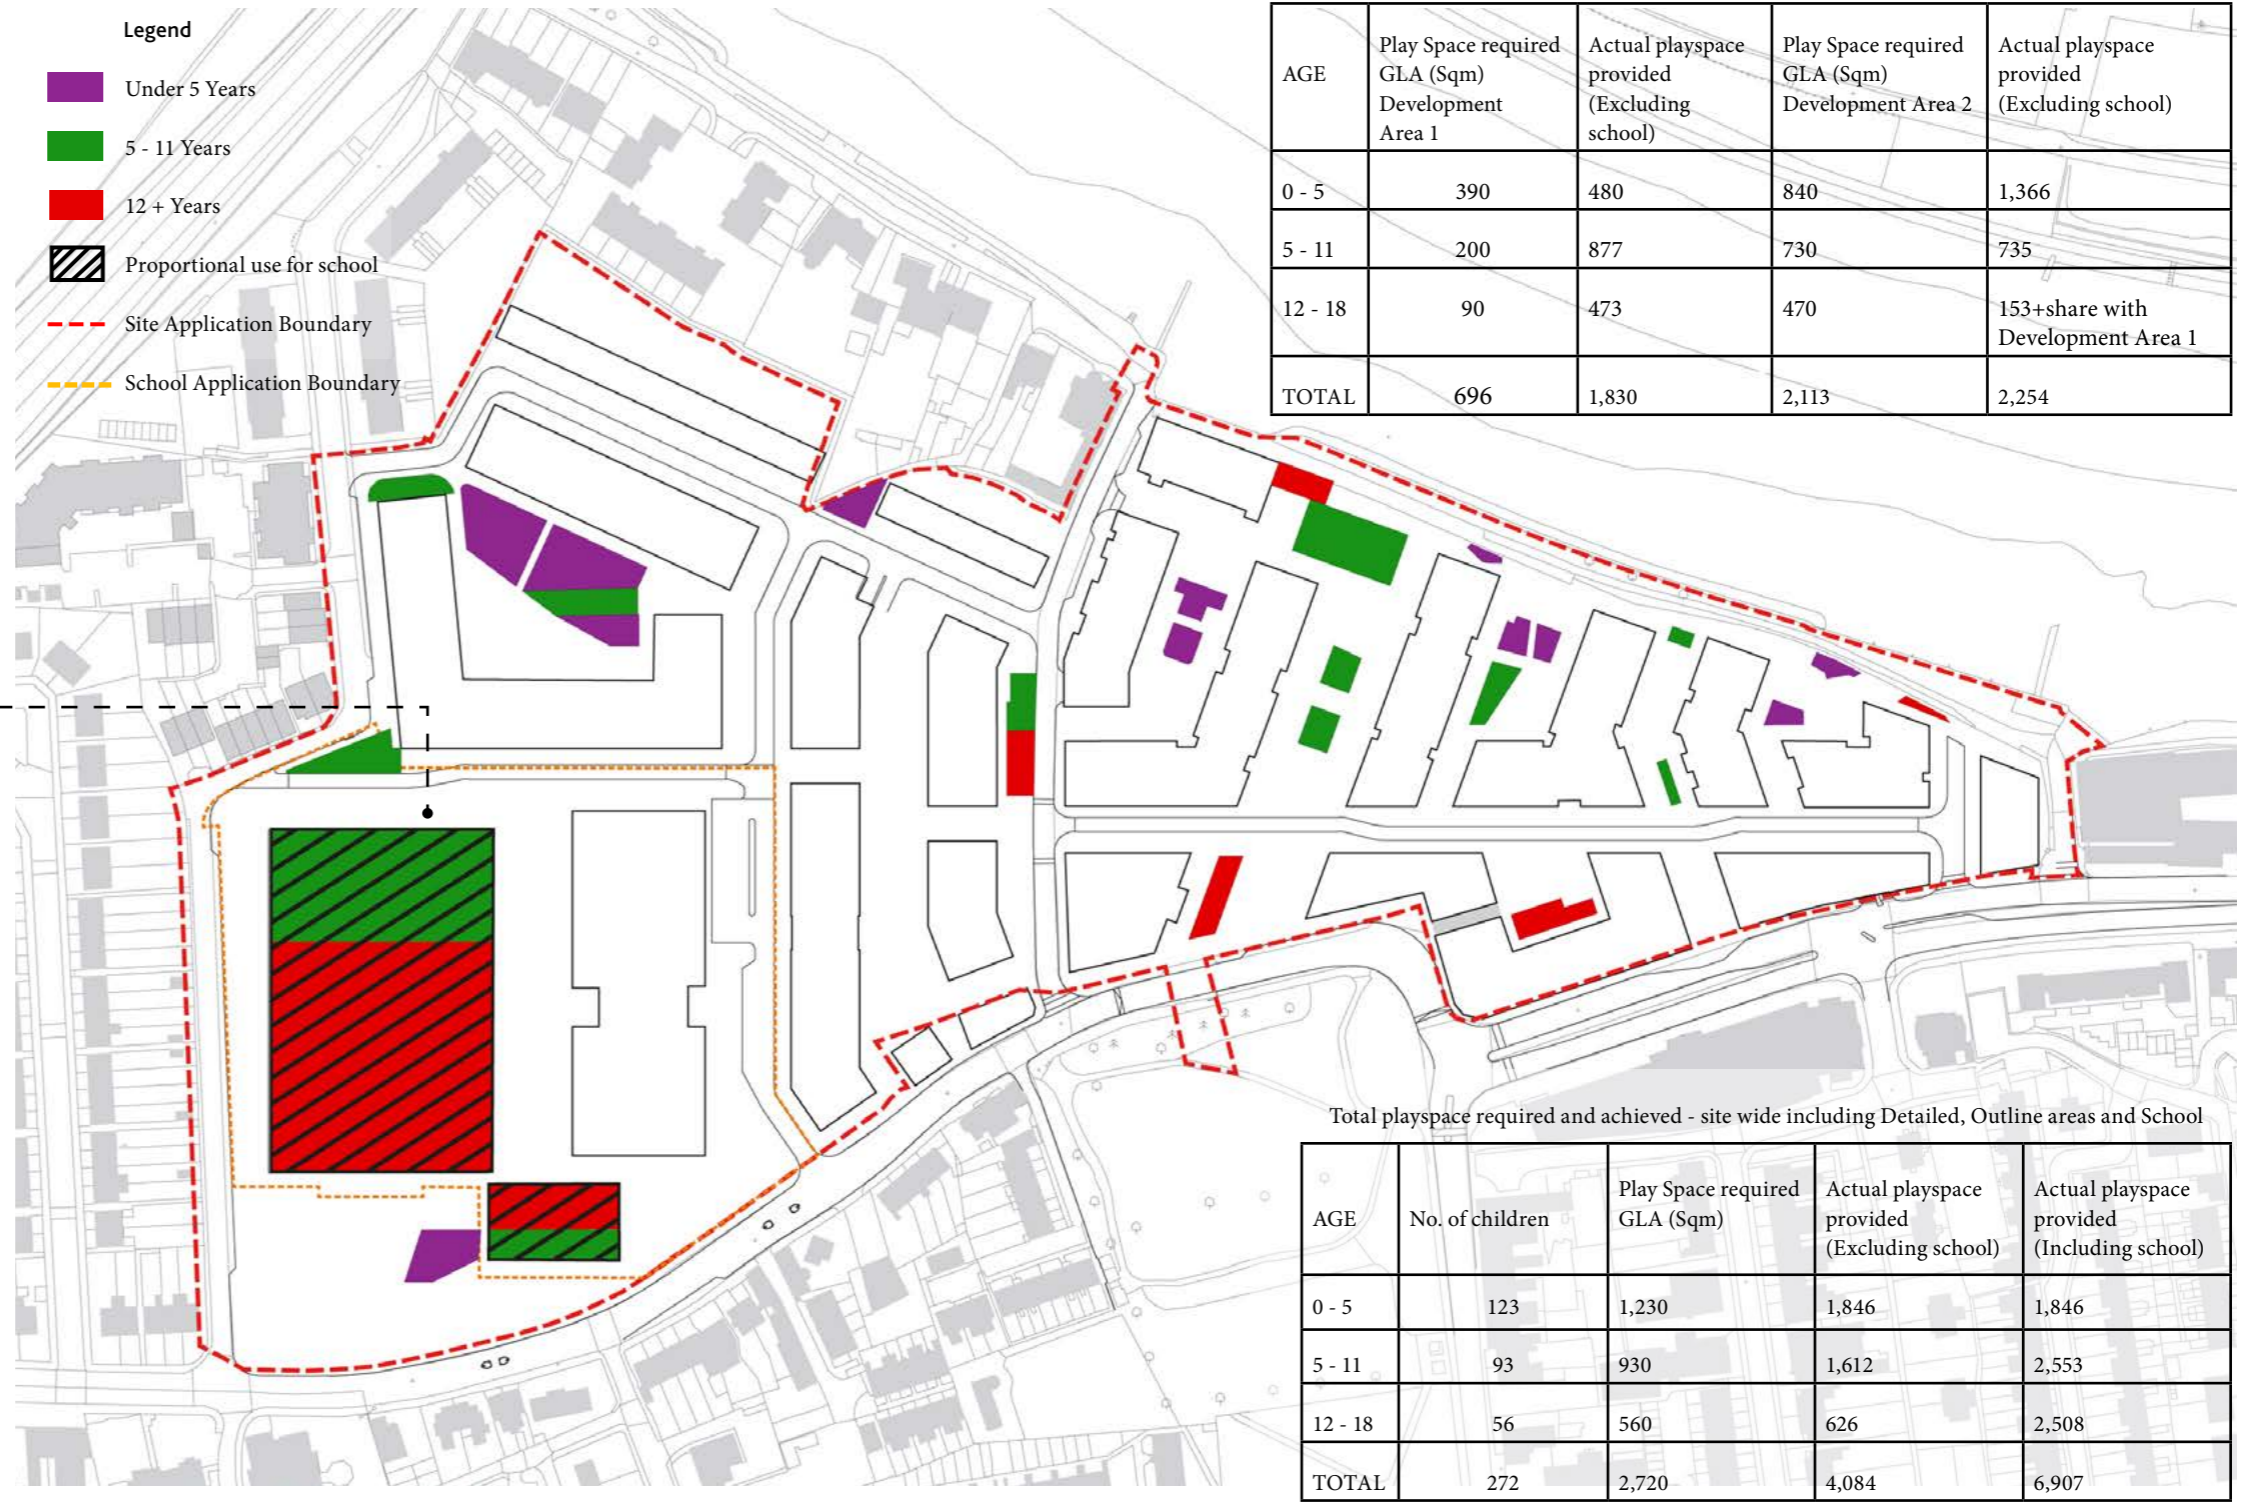 Legend
Under 5 Years
5 - 11 Years
12 + Years
Proportional use for school
Site Application Boundary
School Application Boundary
AGE
Play Space required
GLA (Sqm)
Development
Area 1
Actual playspace
provided
(Excluding
school)
Play Space required
GLA (Sqm)
Development Area 2
Actual playspace
provided
(Excluding school)
0 - 5 390 480 840 1,366
5 - 11 200 877 730 735
12 - 18 90 473 470 153+share with
Development Area 1
TOTAL 696 1,830 2,113 2,254
Total playspace required and achieved - site wide including Detailed, Outline areas and School
AGE
No. of children
Play Space required
GLA (Sqm)
Actual playspace
provided
(Excluding school)
Actual playspace
provided
(Including school)
0 - 5 123 1,230 1,846 1,846
5 - 11 93 930 1,612 2,553
12 - 18 56 560 626 2,508
TOTAL 272 2,720 4,084 6,907